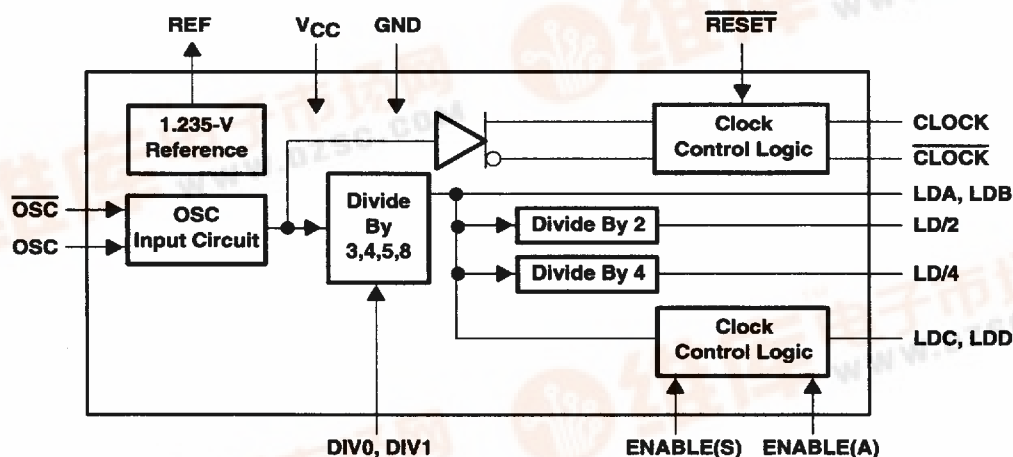 REF
VCC
GND
RESET
1.235-V
Reference
Clock
Control Logic
CLOCK
CLOCK
OSC
OSC
OSC
Input Circuit
Divide
By
3,4,5,8
LDA, LDB
Divide By 2
LD/2
Divide By 4
LD/4
Clock
Control Logic
LDC, LDD
DIV0, DIV1
ENABLE(S)
ENABLE(A)